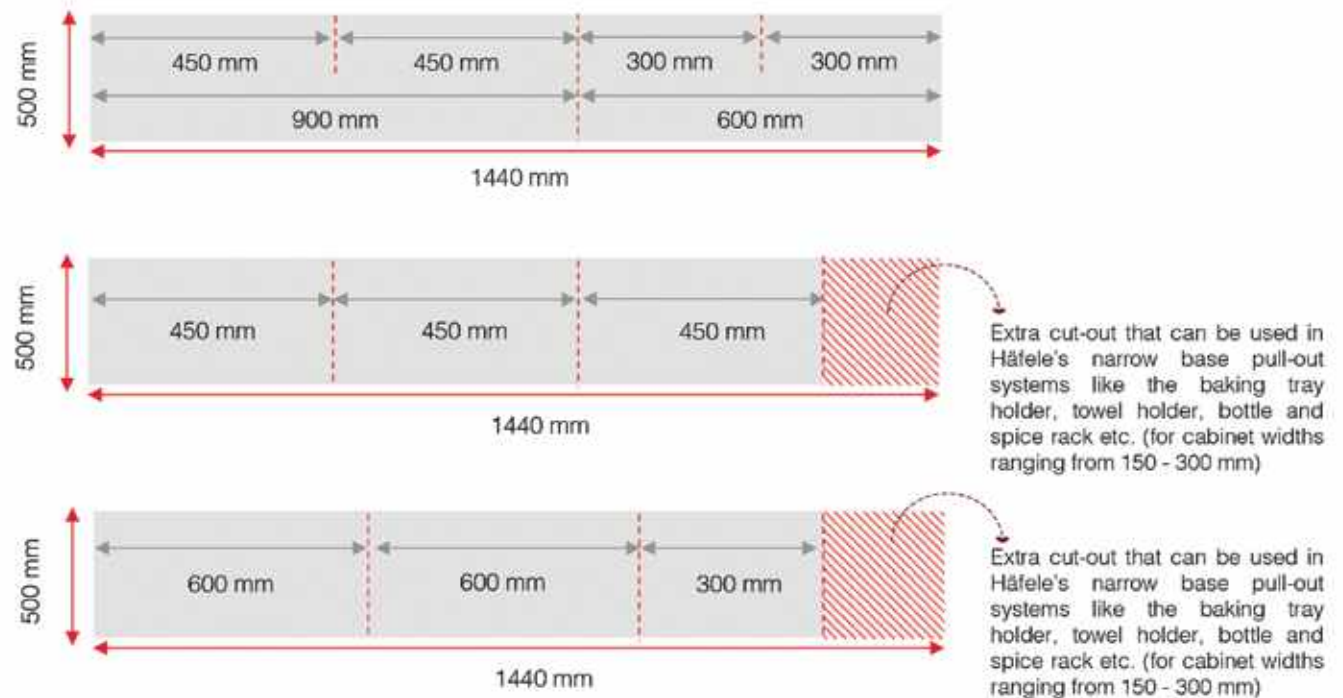 500 mm
450 mm
450 mm
300 mm
300 mm
900 mm
600 mm
1440 mm
500 mm
450 mm
450 mm
450 mm
1440 mm
Extra cut-out that can be used in
Häfele's narrow base pull-out
systems like the baking tray
holder, towel holder, bottle and
spice rack etc. (for cabinet widths
ranging from 150 - 300 mm)
500 mm
600 mm
600 mm
300 mm
1440 mm
Extra cut-out that can be used in
Häfele's narrow base pull-out
systems like the baking tray
holder, towel holder, bottle and
spice rack etc. (for cabinet widths
ranging from 150 - 300 mm)